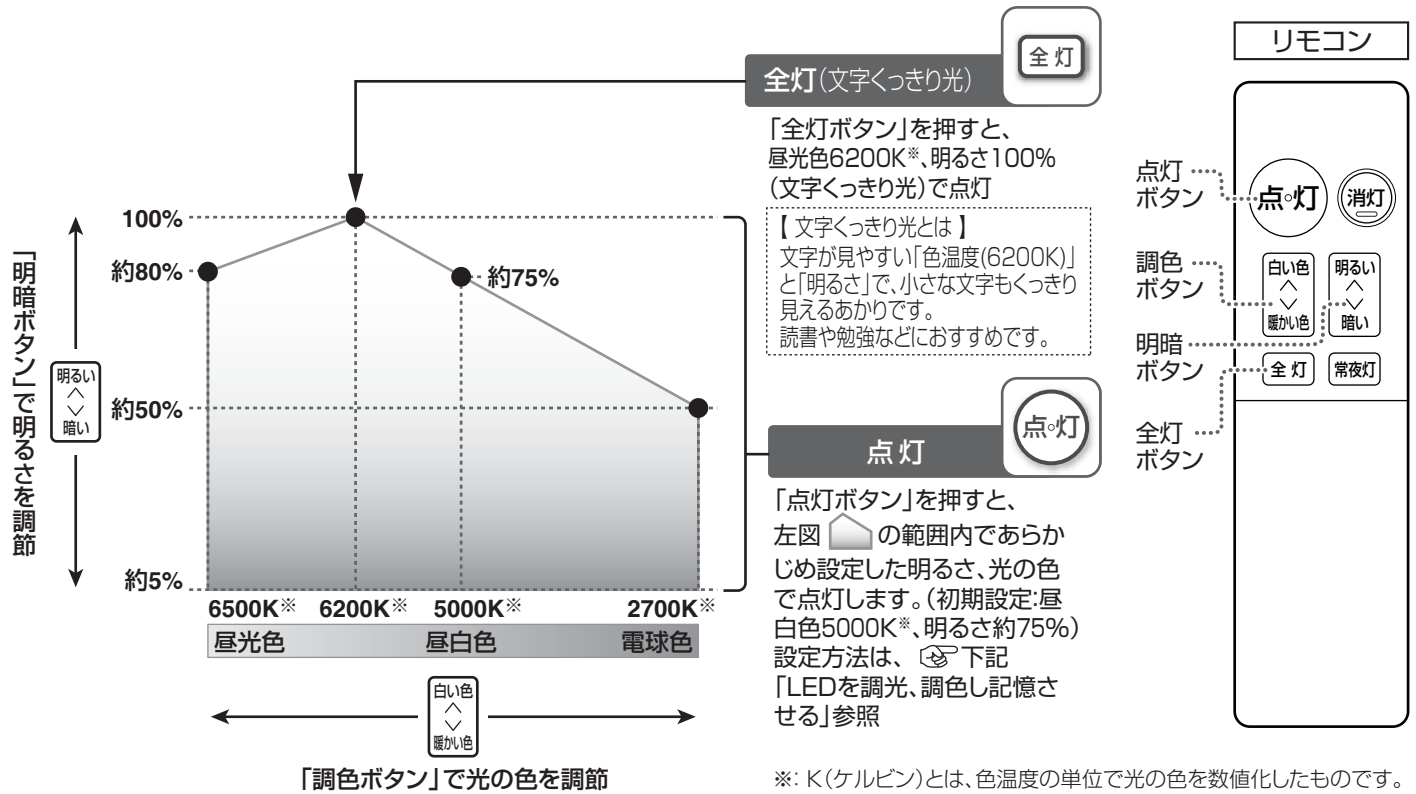 全灯(文字くっきり光)
全灯
「全灯ボタン」を押すと、
昼光色6200K※、明るさ100%
(文字くっきり光)で点灯
【 文字くっきり光とは 】
文字が見やすい「色温度(6200K)」
と「明るさ」で、小さな文字もくっきり
見えるあかりです。
読書や勉強などにおすすめです。
「明暗ボタン」で明るさを調節
明るい
暗い
100%
約80%
約75%
約50%
約5%
6500K※ 6200K※ 5000K※ 2700K※
昼光色 昼白色 電球色
白い色
暖かい色
「調色ボタン」で光の色を調節
点灯
点灯
「点灯ボタン」を押すと、
左図 の範囲内であらか
じめ設定した明るさ、光の色
で点灯します。(初期設定:昼
白色5000K※、明るさ約75%)
設定方法は、 下記
「LEDを調光、調色し記憶さ
せる」参照
リモコン
点灯
ボタン
調色
ボタン
明暗
ボタン
全灯
ボタン
点灯
消灯
白い色
暖かい色
明るい
暗い
全灯
常夜灯
※: K(ケルビン)とは、色温度の単位で光の色を数値化したものです。